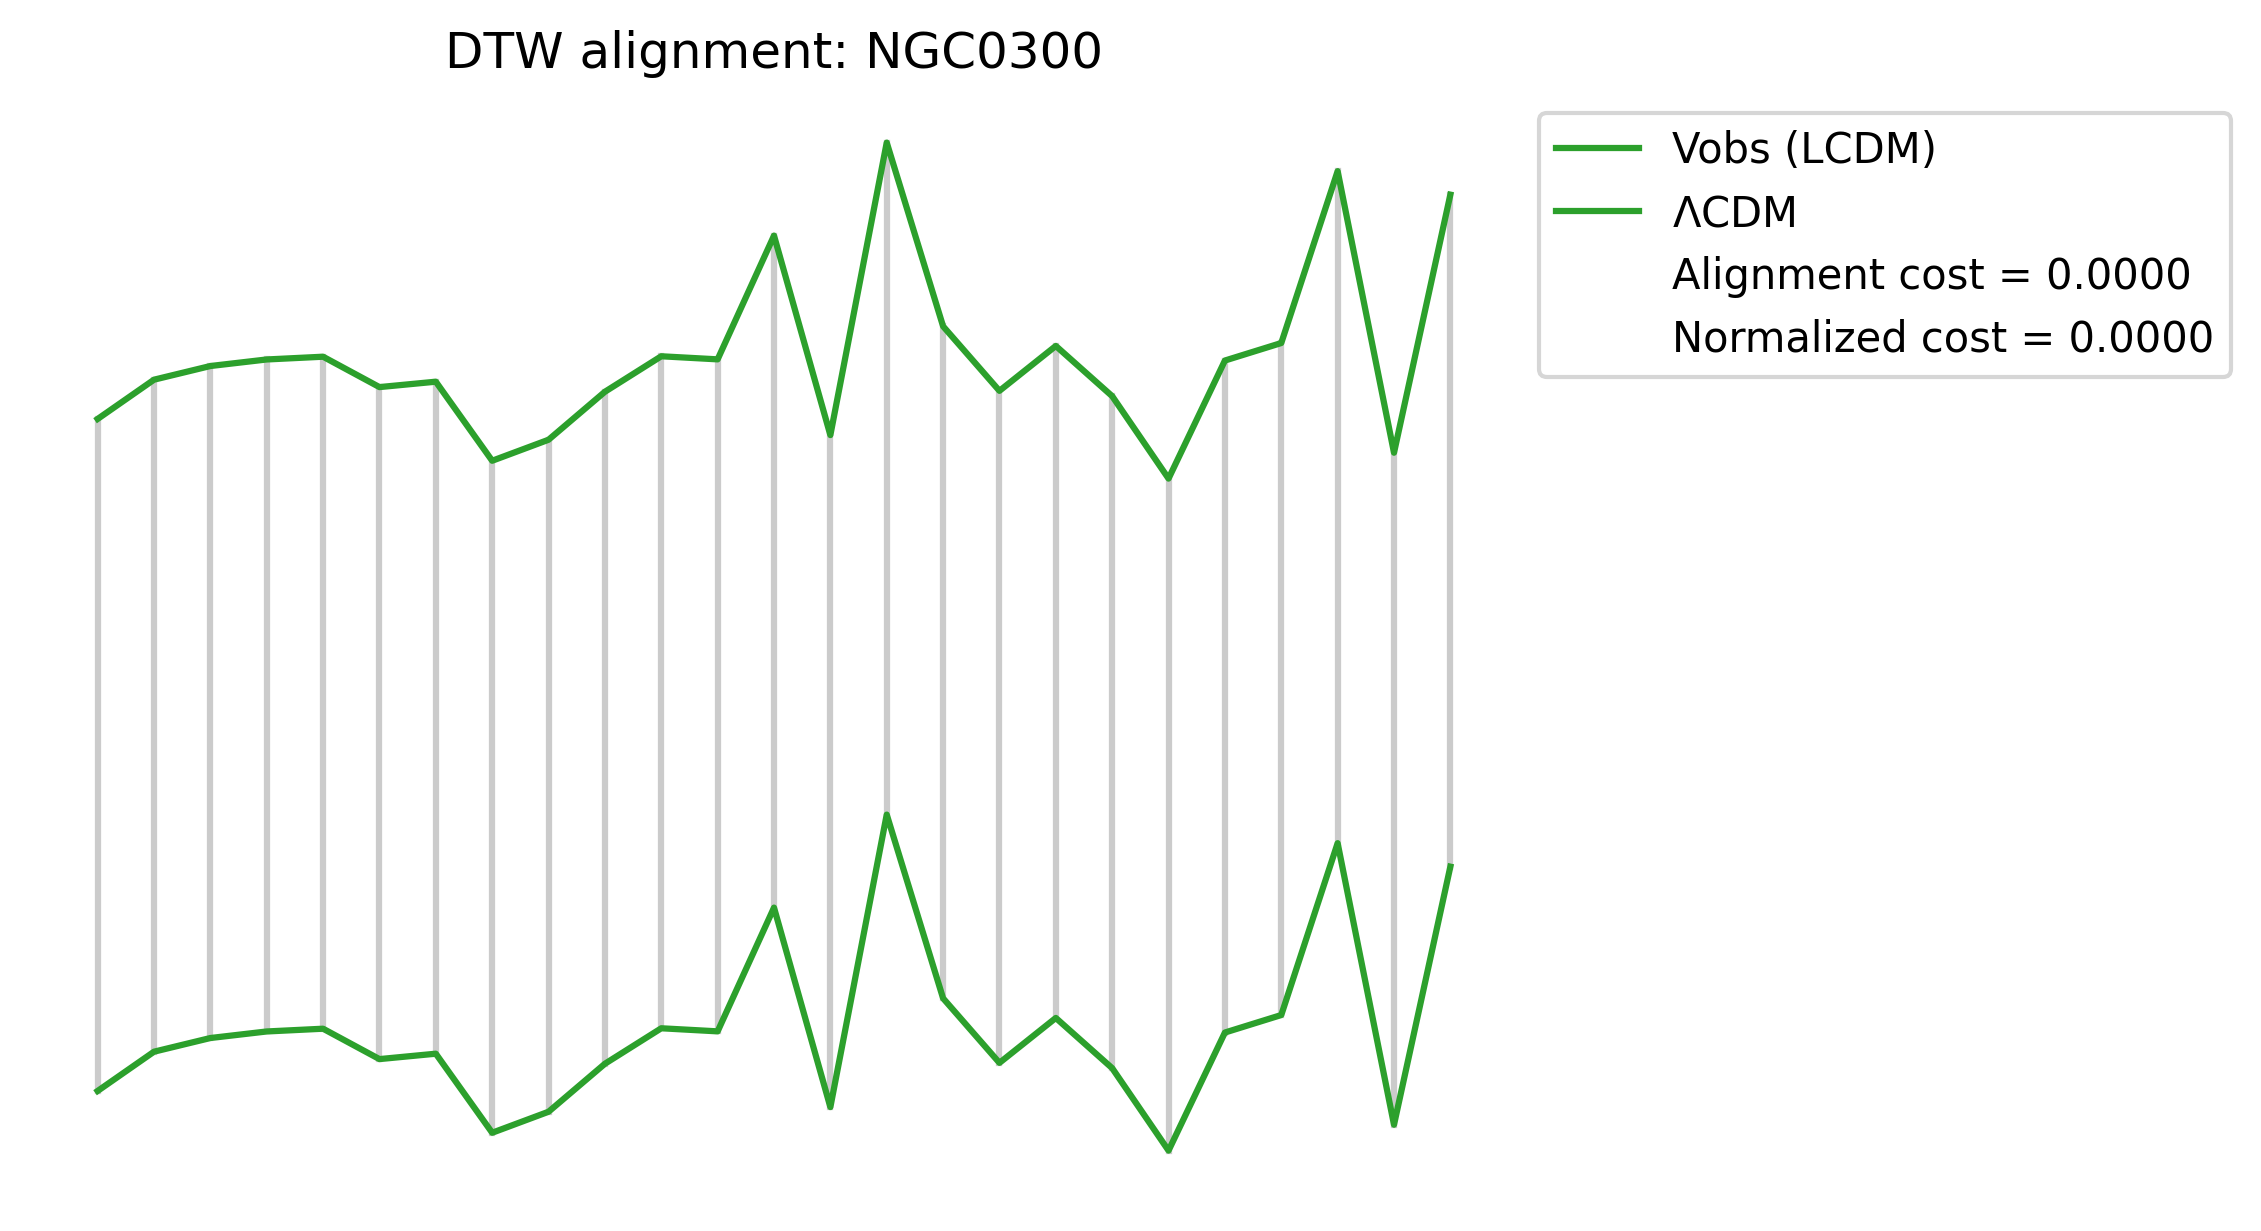 DTW alignment: NGC0300
Vobs (LCDM)
ΛCDM
Alignment cost = 0.0000
Normalized cost = 0.0000